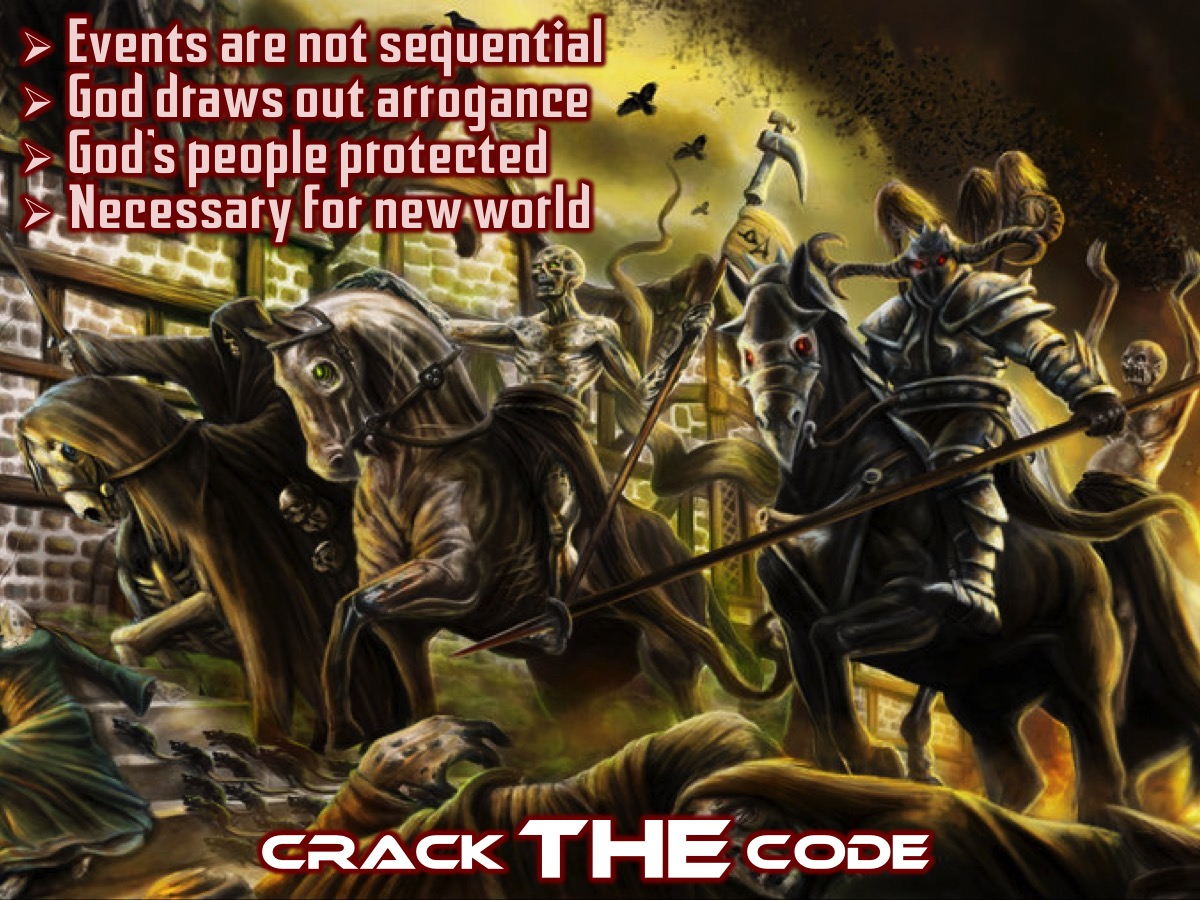 ➢ Events are not sequential
➢ God draws out arrogance
➢ God's people protected
➢ Necessary for new world
CRACK THE CODE